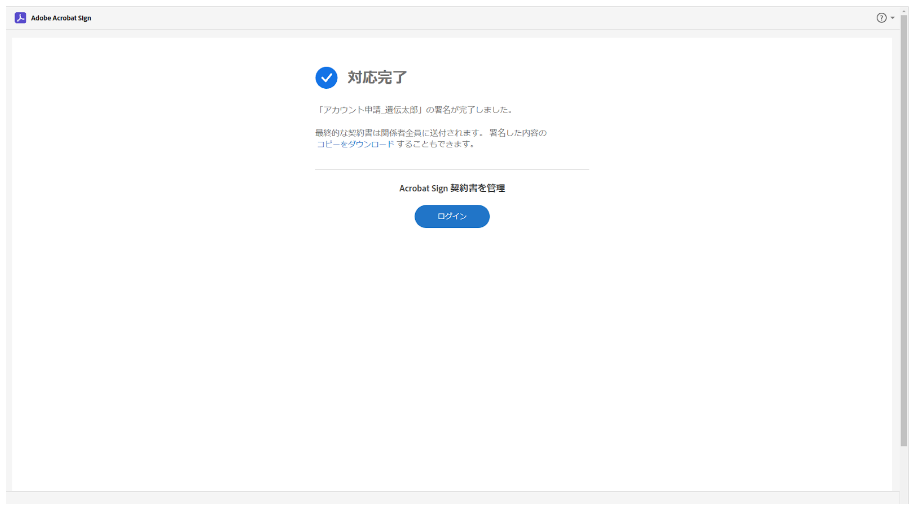 Adobe Acrobat Sign
対応完了
「アカウント申請_遺伝太郎」の署名が完了しました。
最終的な契約書は関係者全員に送付されます。 署名した内容の
コピーをダウンロード することもできます。
Acrobat Sign 契約書を管理
ログイン